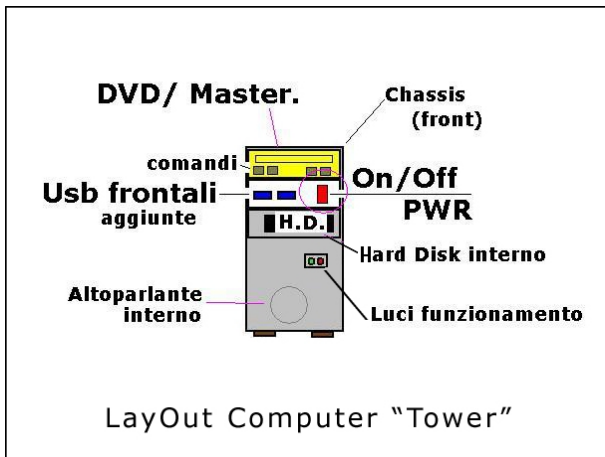 DVD/ Master.
Chassis
(front)
comandi
Usb frontali
aggiunte
On/Off
PWR
H.D.
Hard Disk interno
Altoparlante
interno
Luci funzionamento
LayOut Computer “Tower”